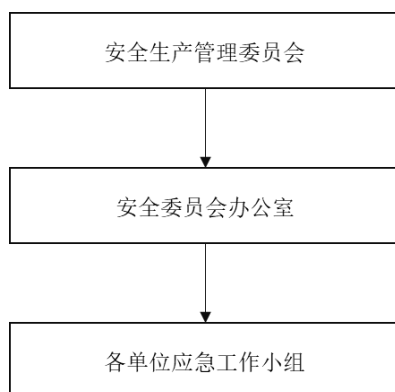 安全生产管理委员会
安全委员会办公室
各单位应急工作小组